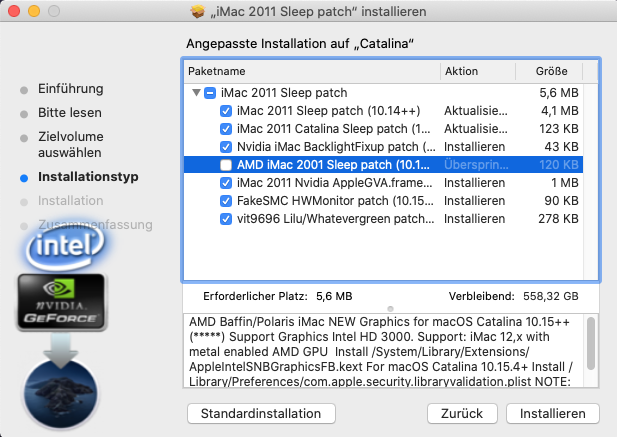 „iMac 2011 Sleep patch“ installieren
Angepasste Installation auf „Catalina“
Einführung
Bitte lesen
Zielvolume
auswählen
Installationstyp
Installation
Zusammenfassung
intel
NVIDIA
GEFORCE
Paketname Aktion Größe
iMac 2011 Sleep patch 5,6 MB
iMac 2011 Sleep patch (10.14++) Aktualisie... 4,1 MB
iMac 2011 Catalina Sleep patch (1... Aktualisie... 123 KB
Nvidia iMac BacklightFixup patch (... Installieren 43 KB
AMD iMac 2001 Sleep patch (10.1... Übersprin... 120 KB
iMac 2011 Nvidia AppleGVA.frame... Installieren 1 MB
FakeSMC HWMonitor patch (10.15... Installieren 90 KB
vit9696 Lilu/Whatevergreen patch... Installieren 278 KB
Erforderlicher Platz: 5,6 MB Verbleibend: 558,32 GB
AMD Baffin/Polaris iMac NEW Graphics for macOS Catalina 10.15++
(*****) Support Graphics Intel HD 3000. Support: iMac 12,x with
metal enabled AMD GPU Install /System/Library/Extensions/
AppleIntelSNBGraphicsFB.kext For macOS Catalina 10.15.4+ Install /
Library/Preferences/com.apple.security.libraryvalidation.plist NOTE:
Standardinstallation Zurück Installieren